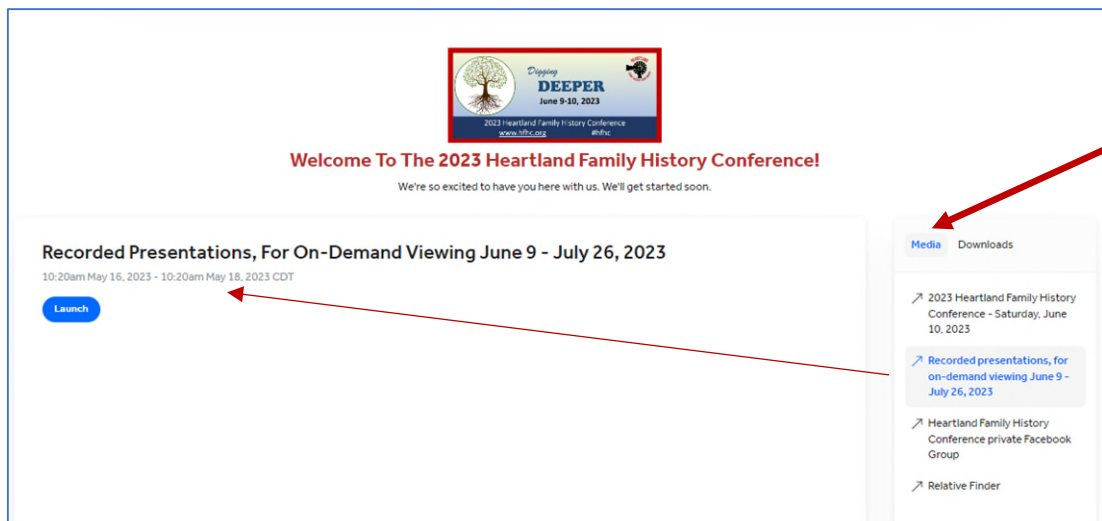 Digging
DEEPER
June 9-10, 2023
2023 Heartland Family History Conference
www.hfhc.org #hfhc
Welcome To The 2023 Heartland Family History Conference!
We're so excited to have you here with us. We'll get started soon.
Recorded Presentations, For On-Demand Viewing June 9 - July 26, 2023
10:20am May 16, 2023 - 10:20am May 18, 2023 CDT
Launch
Media Downloads
2023 Heartland Family History
Conference - Saturday, June
10, 2023
Recorded presentations, for
on-demand viewing June 9 -
July 26, 2023
Heartland Family History
Conference private Facebook
Group
Relative Finder